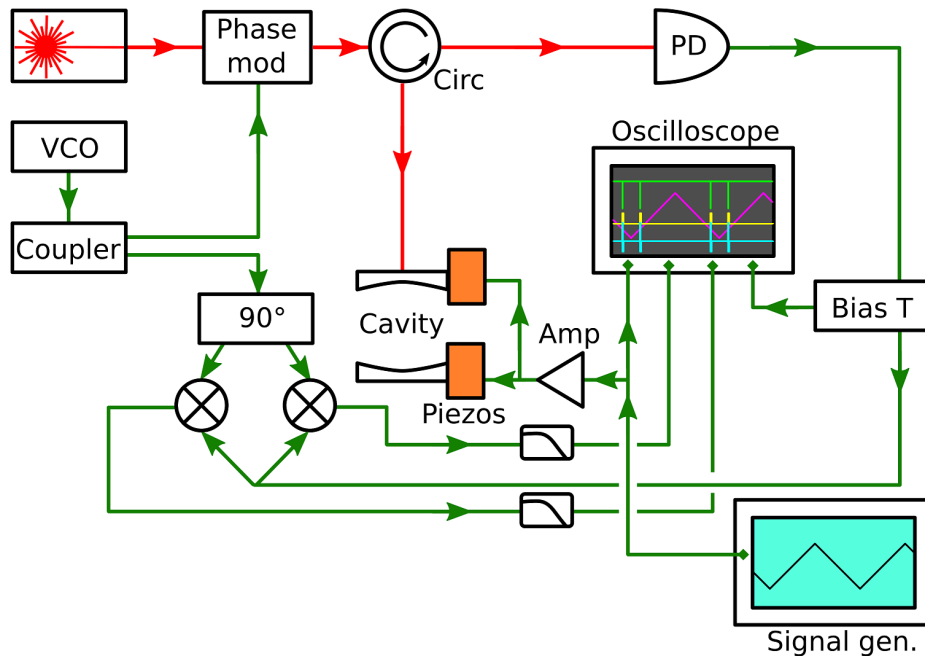 Phase
mod
PD
Circ
VCO
Oscilloscope
Coupler
90°
Cavity
Amp
Bias T
Piezos
Signal gen.